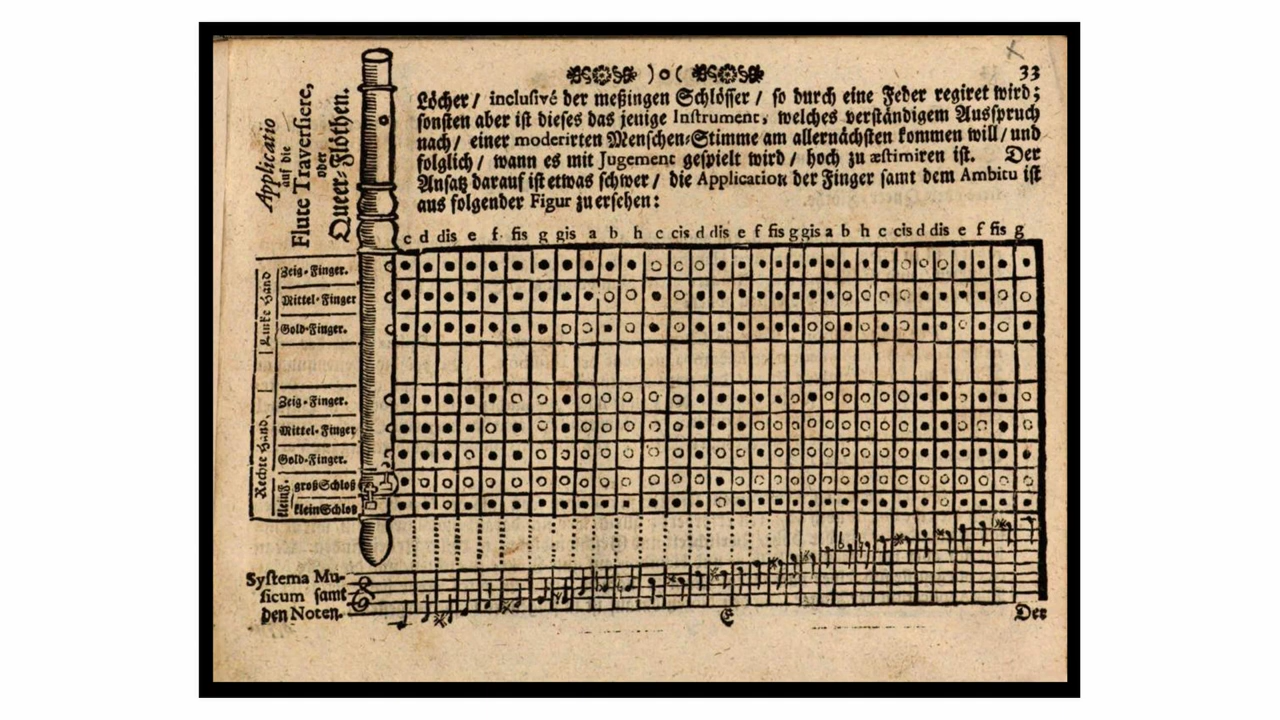 33
Löcher / inclusivé der meßingen Schlösser / so durch eine Feder regiret wird;
sonsten aber ist dieses das jenige Instrument, welches verständigem Ausspruch
nach / einer moderirten Menschen-Stimme am allernächsten kommen will / und
folglich / wann es mit Jugement gespielt wird / hoch zu æstimiren ist. Der
Ansatz darauf ist etwas schwer / die Application der Finger samt dem Ambitu ist
aus folgender Figur zu ersehen:
Applicatio
auf die
Flute Traversiere,
oder
Queer-Flöthen.
c d dis e f fis g gis a b h c cis d dis e f fis g gis a b h c cis d dis e f fis g
Linke Hand
Zeig-Finger.
Mittel-Finger
Gold-Finger.
Rechte Hand,
Zeig-Finger.
Mittel-Finger
Gold-Finger.
kleinf.
groß Schloß
klein Schloß
Systema Mu-
sicum samt
den Noten.
E
Der